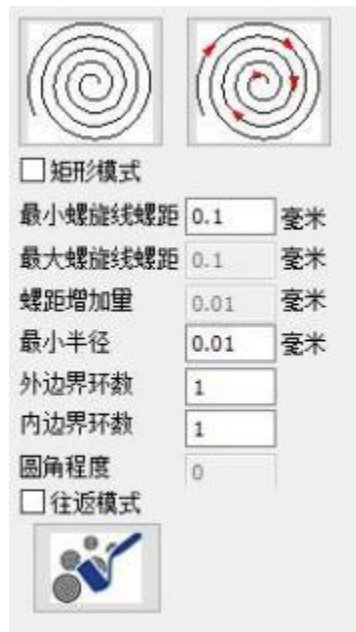 矩形模式
最小螺旋线螺距 0.1 毫米
最大螺旋线螺距 0.1 毫米
螺距增加量 0.01 毫米
最小半径 0.01 毫米
外边界环数 1
内边界环数 1
圆角程度 0
往返模式